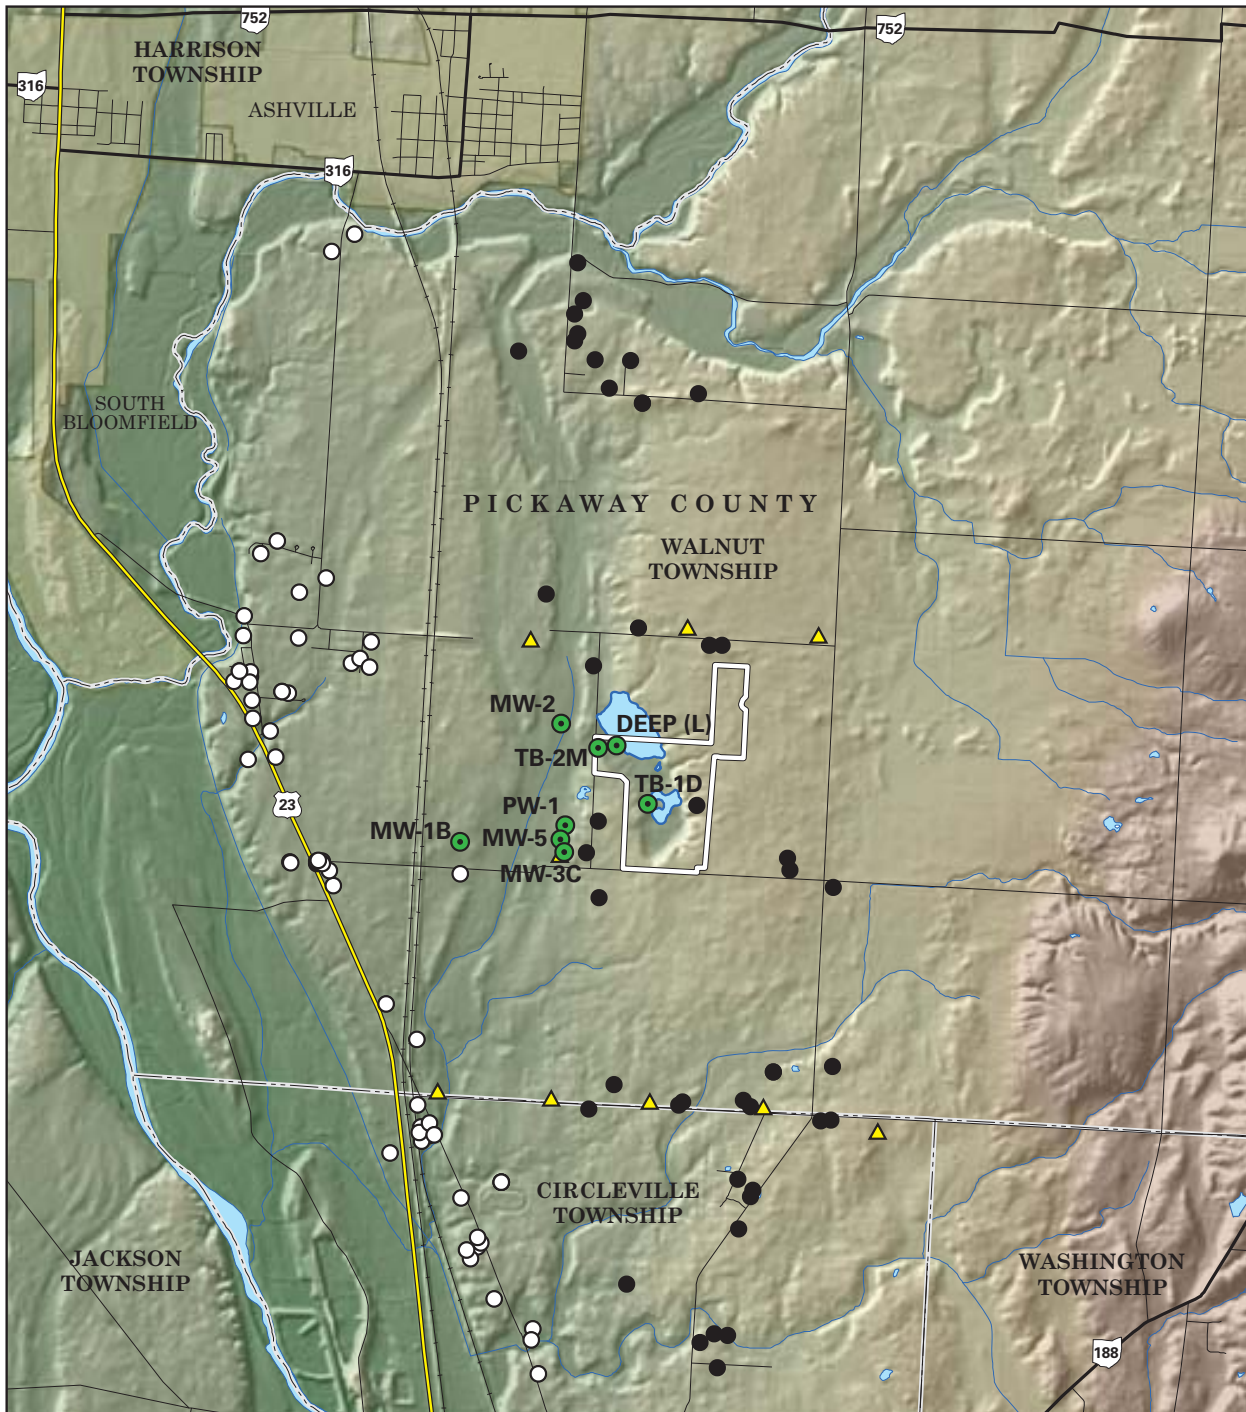 752
752
HARRISON
TOWNSHIP
316
ASHVILLE
316
SOUTH
BLOOMFIELD
PICKAWAY COUNTY
WALNUT
TOWNSHIP
MW-2
DEEP (L)
TB-2M
TB-1D
PW-1
23
MW-1B
MW-5
MW-3C
CIRCLEVILLE
TOWNSHIP
JACKSON
TOWNSHIP
WASHINGTON
TOWNSHIP
188